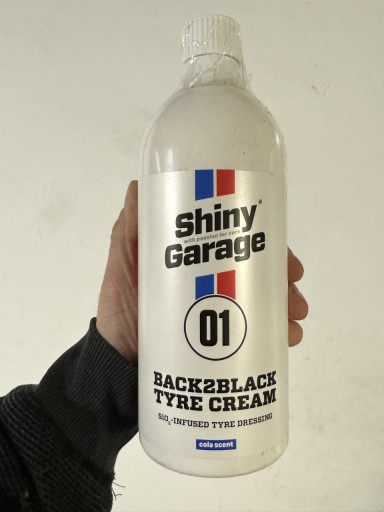 Shiny®
with passion for cars
Garage
01
BACK2BLACK
TYRE CREAM
SiO₂-INFUSED TYRE DRESSING
cola scent